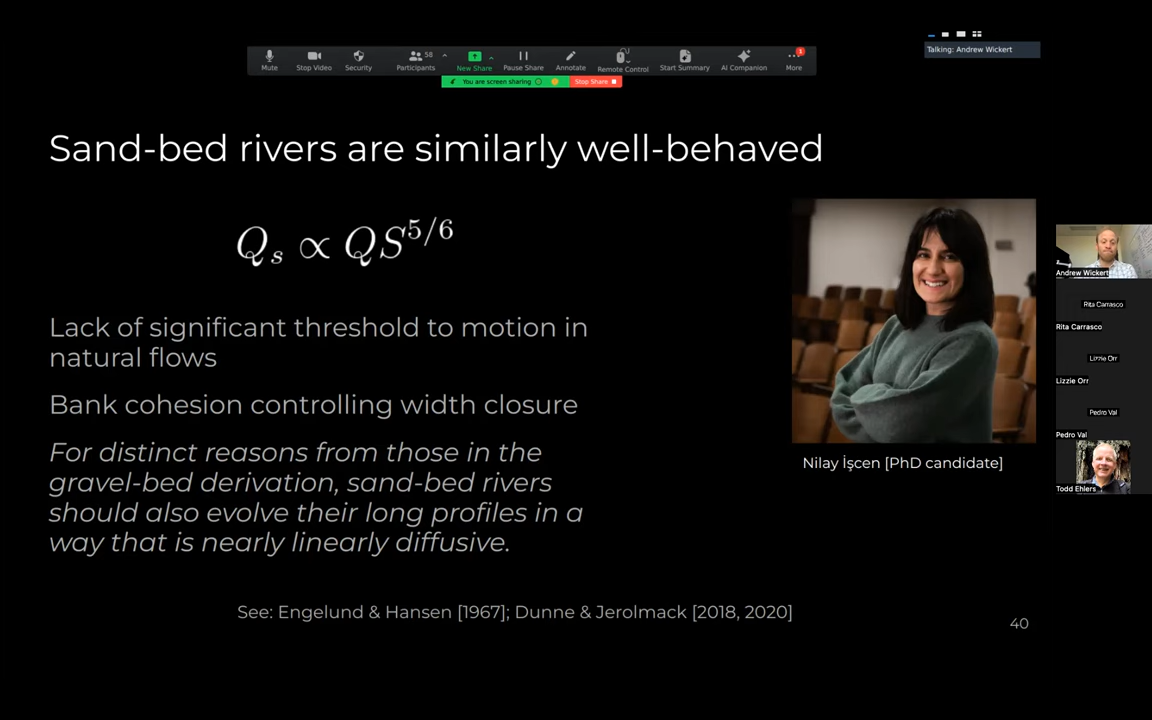 Talking: Andrew Wickert
Mute
Stop Video
Security
Participants
58
New Share
Pause Share
Annotate
Remote Control
Start Summary
AI Companion
More
1
You are screen sharing
Stop Share
Sand-bed rivers are similarly well-behaved
Q_s ∝ QS^{5/6}
Lack of significant threshold to motion in
natural flows
Bank cohesion controlling width closure
For distinct reasons from those in the
gravel-bed derivation, sand-bed rivers
should also evolve their long profiles in a
way that is nearly linearly diffusive.
Nilay İşcen [PhD candidate]
See: Engelund & Hansen [1967]; Dunne & Jerolmack [2018, 2020]
40
Andrew Wickert
Rita Carrasco
Rita Carrasco
Lizzie Orr
Lizzie Orr
Pedro Val
Pedro Val
Todd Ehlers